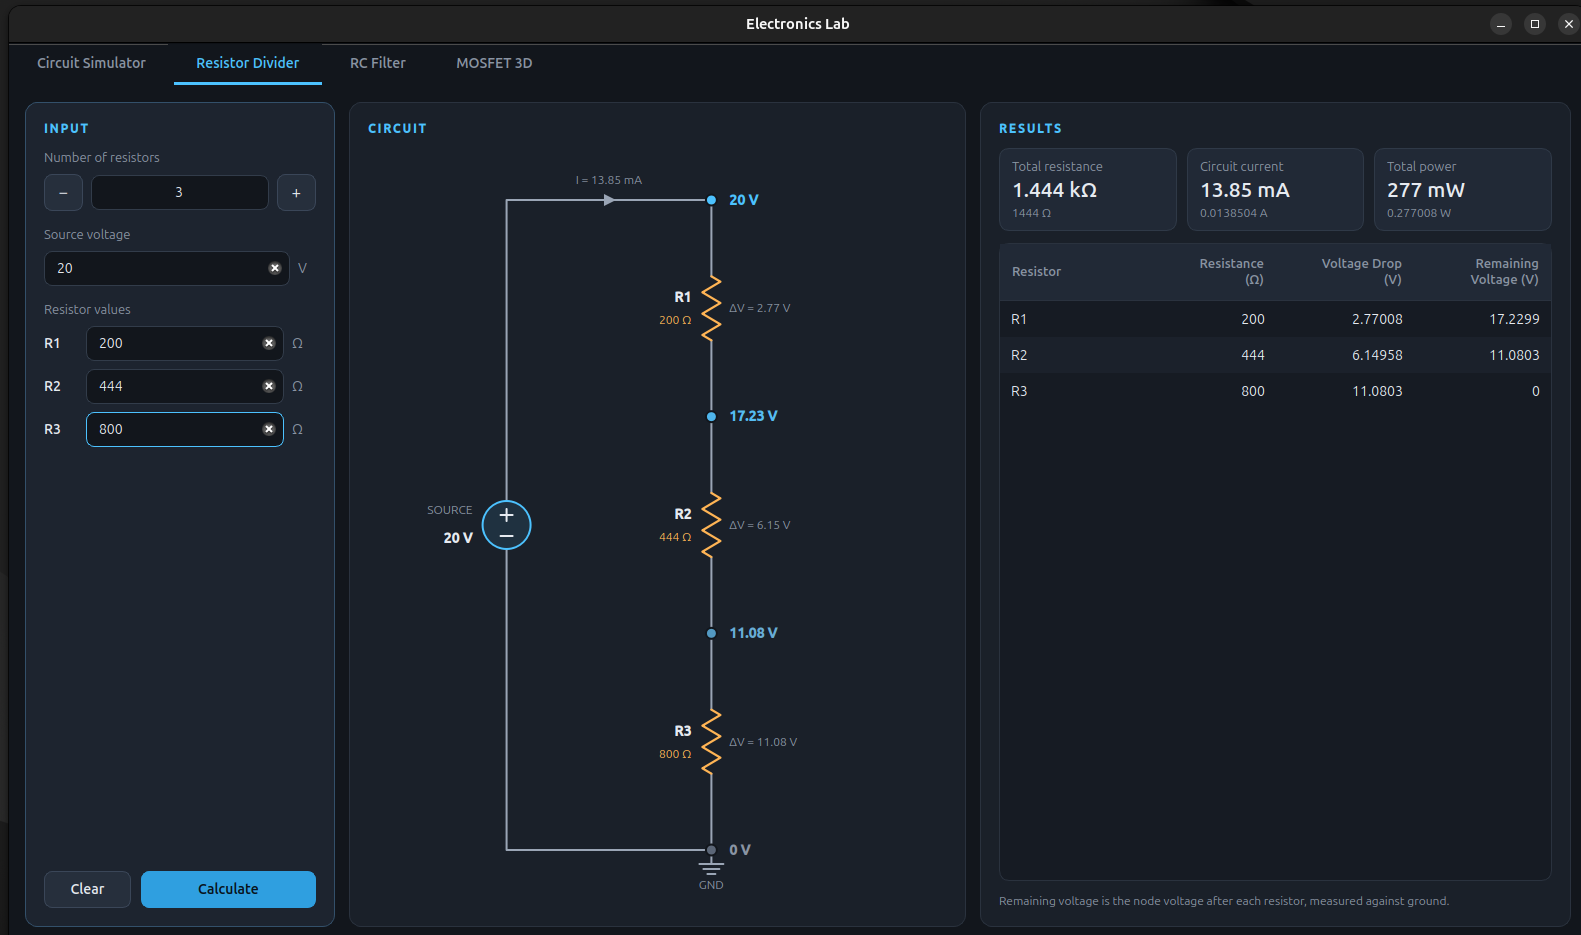 Electronics Lab
Circuit Simulator
Resistor Divider
RC Filter
MOSFET 3D
INPUT
Number of resistors
−
3
+
Source voltage
20
V
Resistor values
R1
200
Ω
R2
444
Ω
R3
800
Ω
Clear
Calculate
CIRCUIT
I = 13.85 mA
20 V
R1
200 Ω
ΔV = 2.77 V
17.23 V
R2
444 Ω
ΔV = 6.15 V
SOURCE
20 V
+
−
11.08 V
R3
800 Ω
ΔV = 11.08 V
0 V
GND
RESULTS
Total resistance
1.444 kΩ
1444 Ω
Circuit current
13.85 mA
0.0138504 A
Total power
277 mW
0.277008 W
Resistor
Resistance
(Ω)
Voltage Drop
(V)
Remaining
Voltage (V)
R1 200 2.77008 17.2299
R2 444 6.14958 11.0803
R3 800 11.0803 0
Remaining voltage is the node voltage after each resistor, measured against ground.